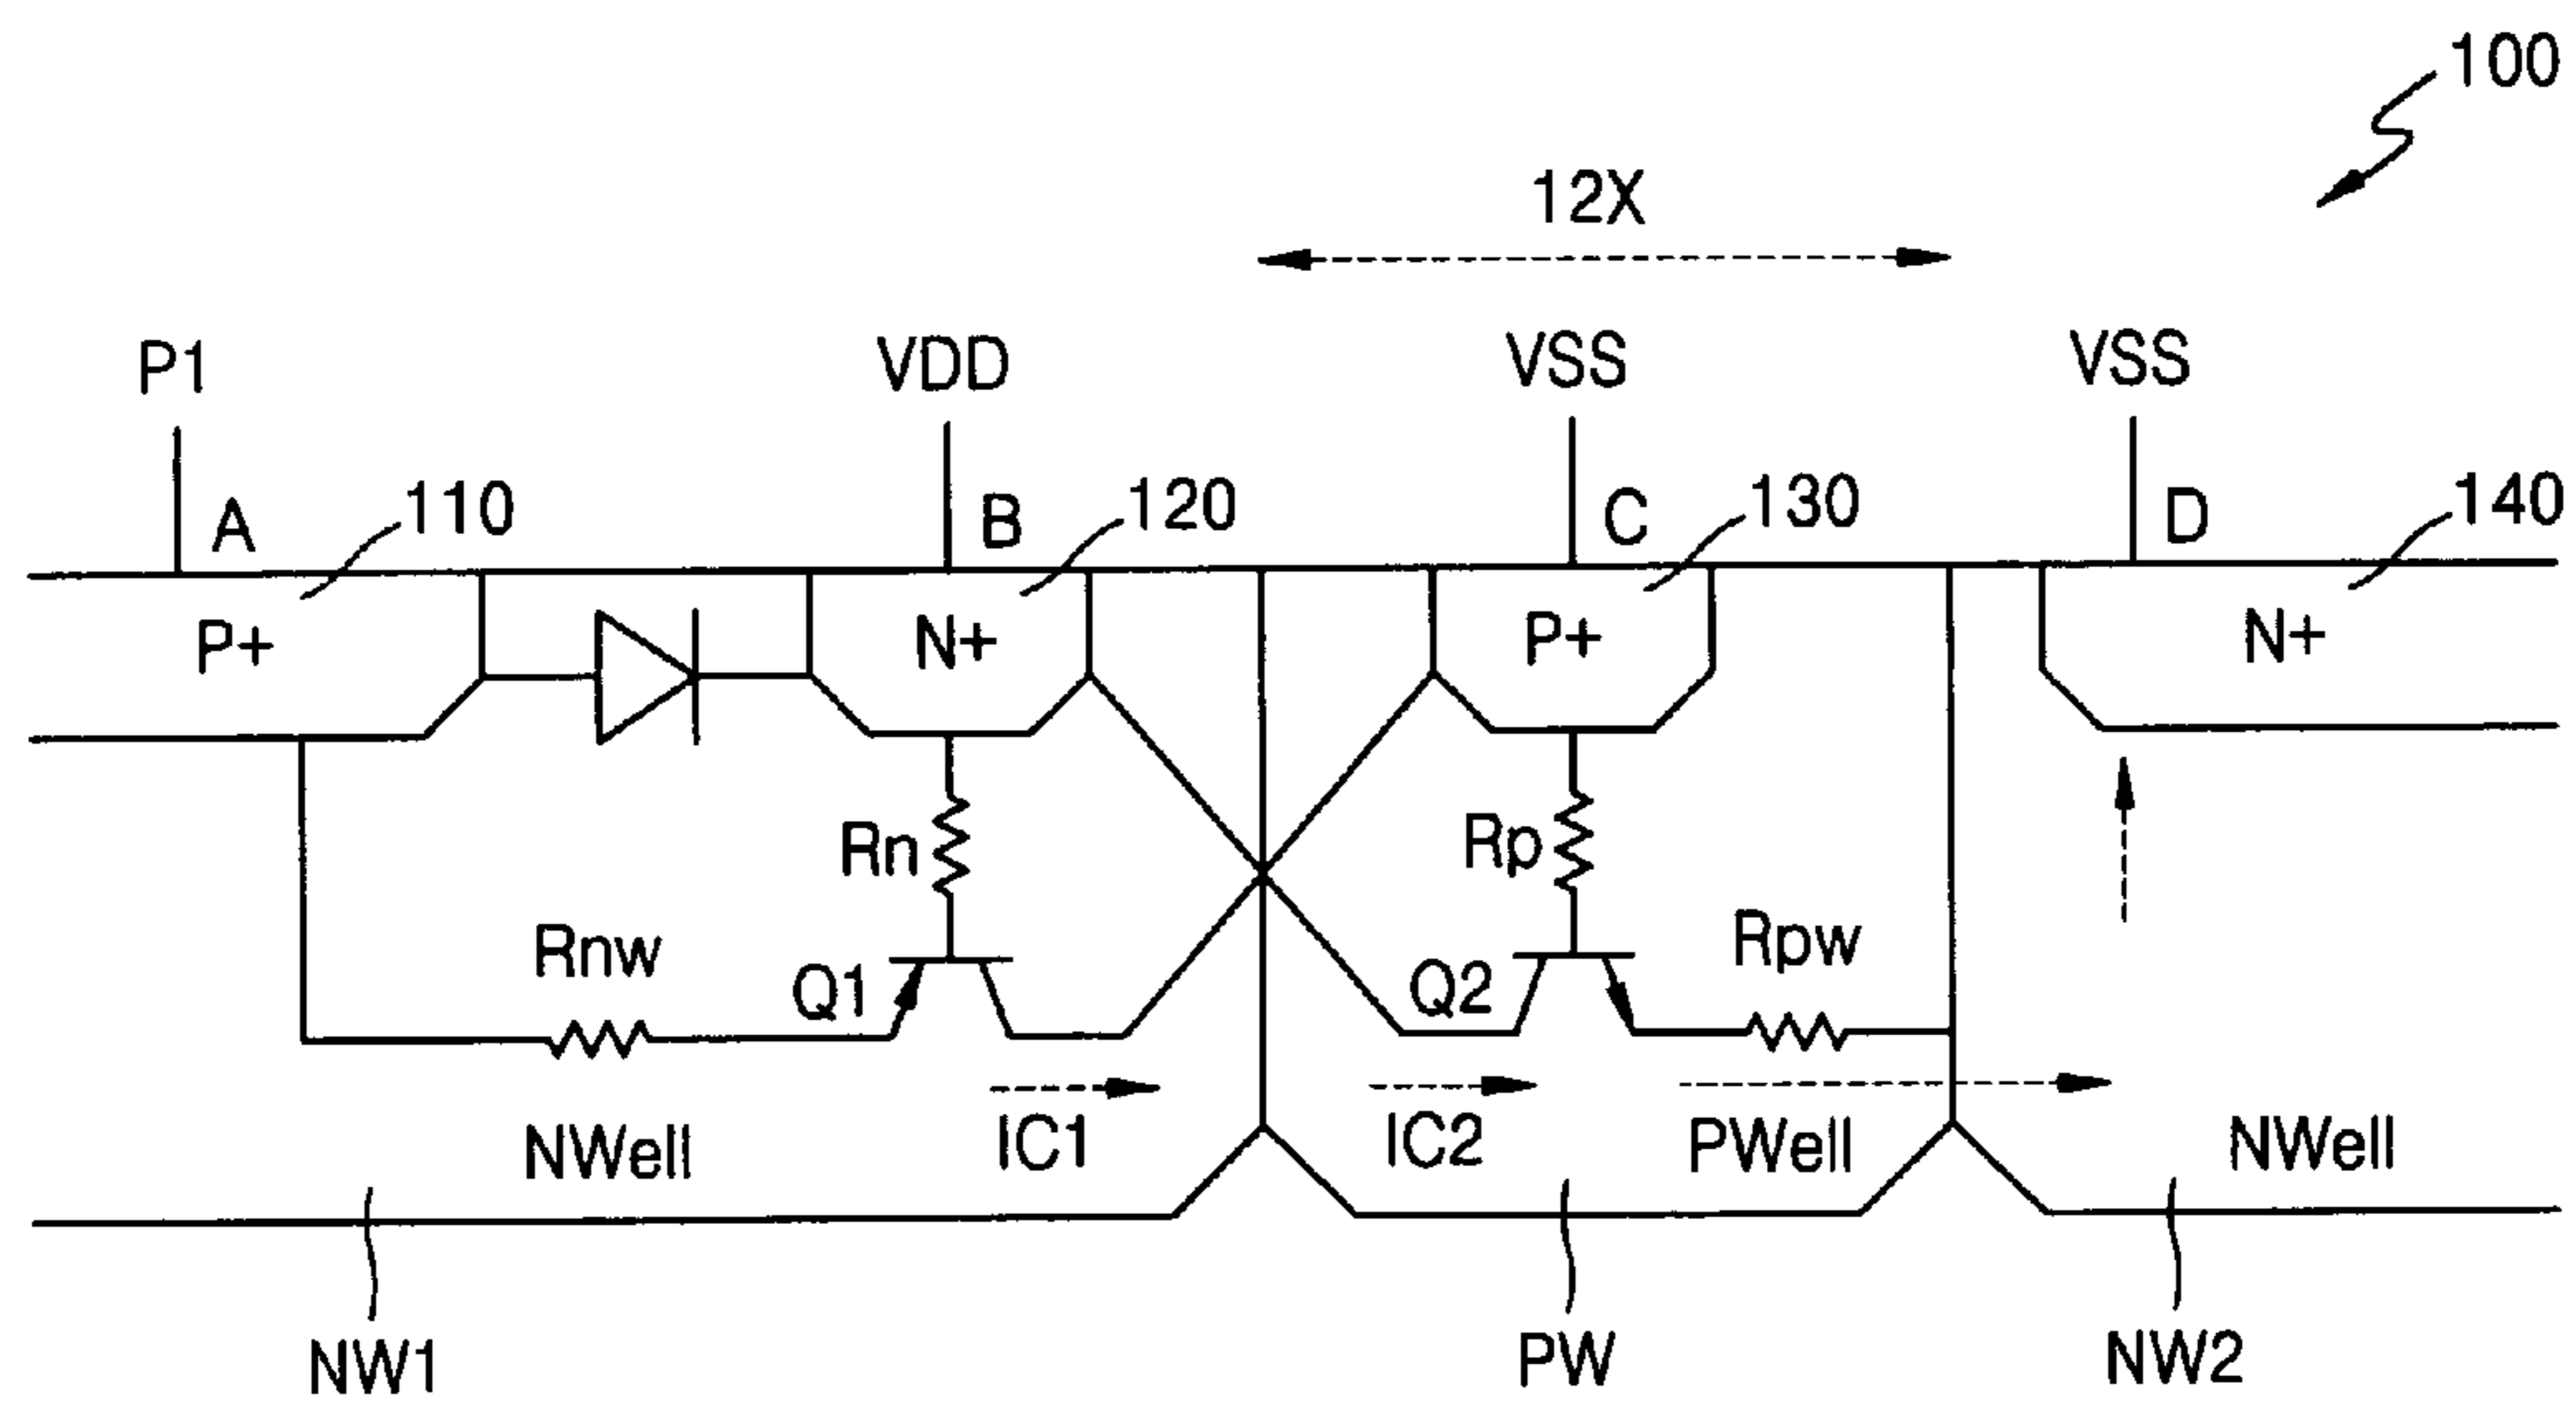 100
12X
P1 VDD VSS VSS
A 110 B 120 C 130 D 140
P+ N+ P+ N+
Rn Rp
Rnw Q1 Q2 Rpw
NWell IC1 IC2 PWell NWell
NW1 PW NW2